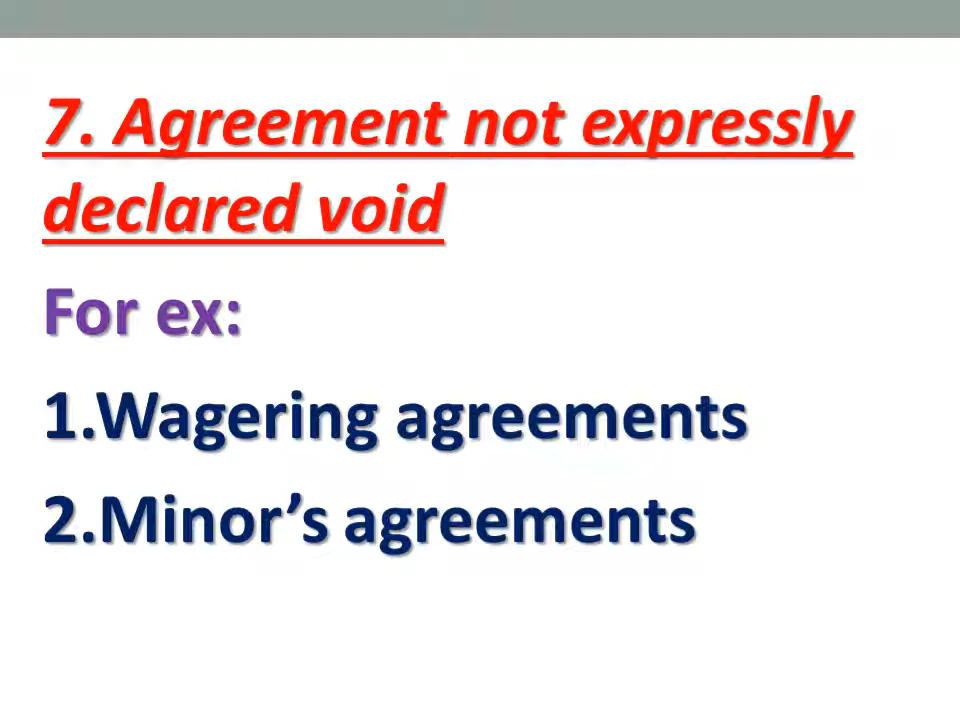 7. Agreement not expressly
declared void
For ex:
1.Wagering agreements
2.Minor’s agreements